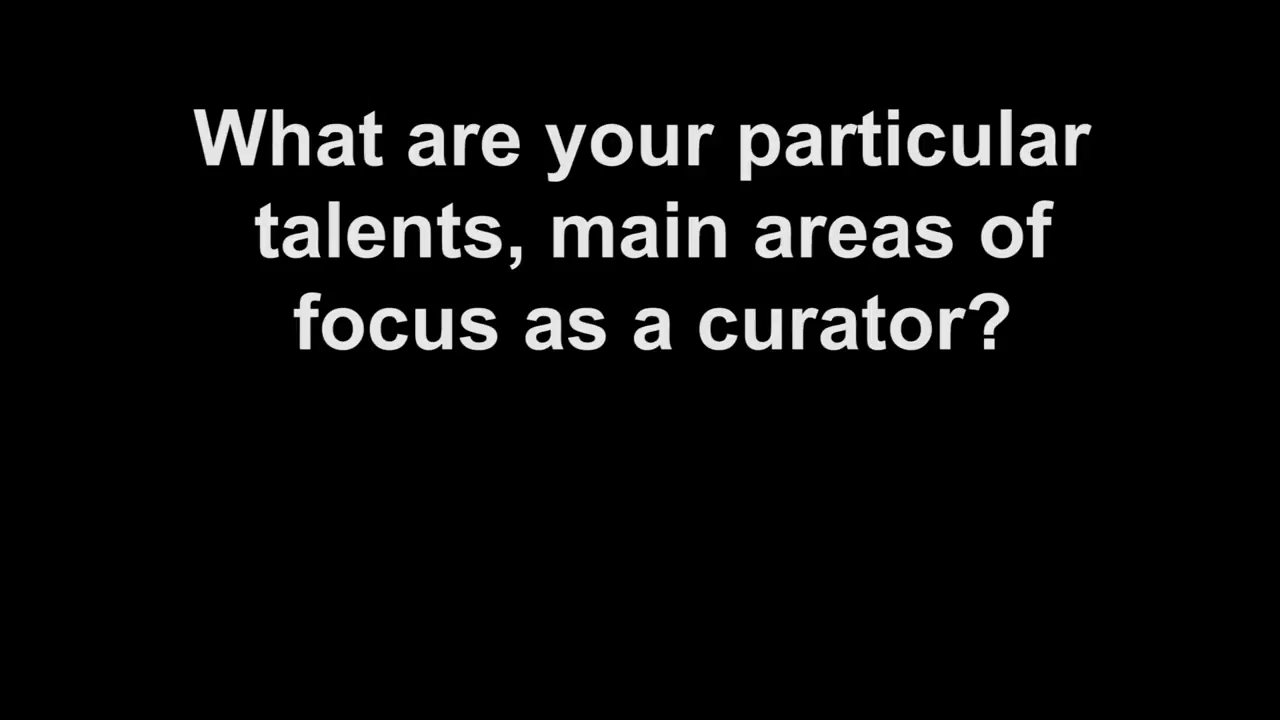 What are your particular
talents, main areas of
focus as a curator?